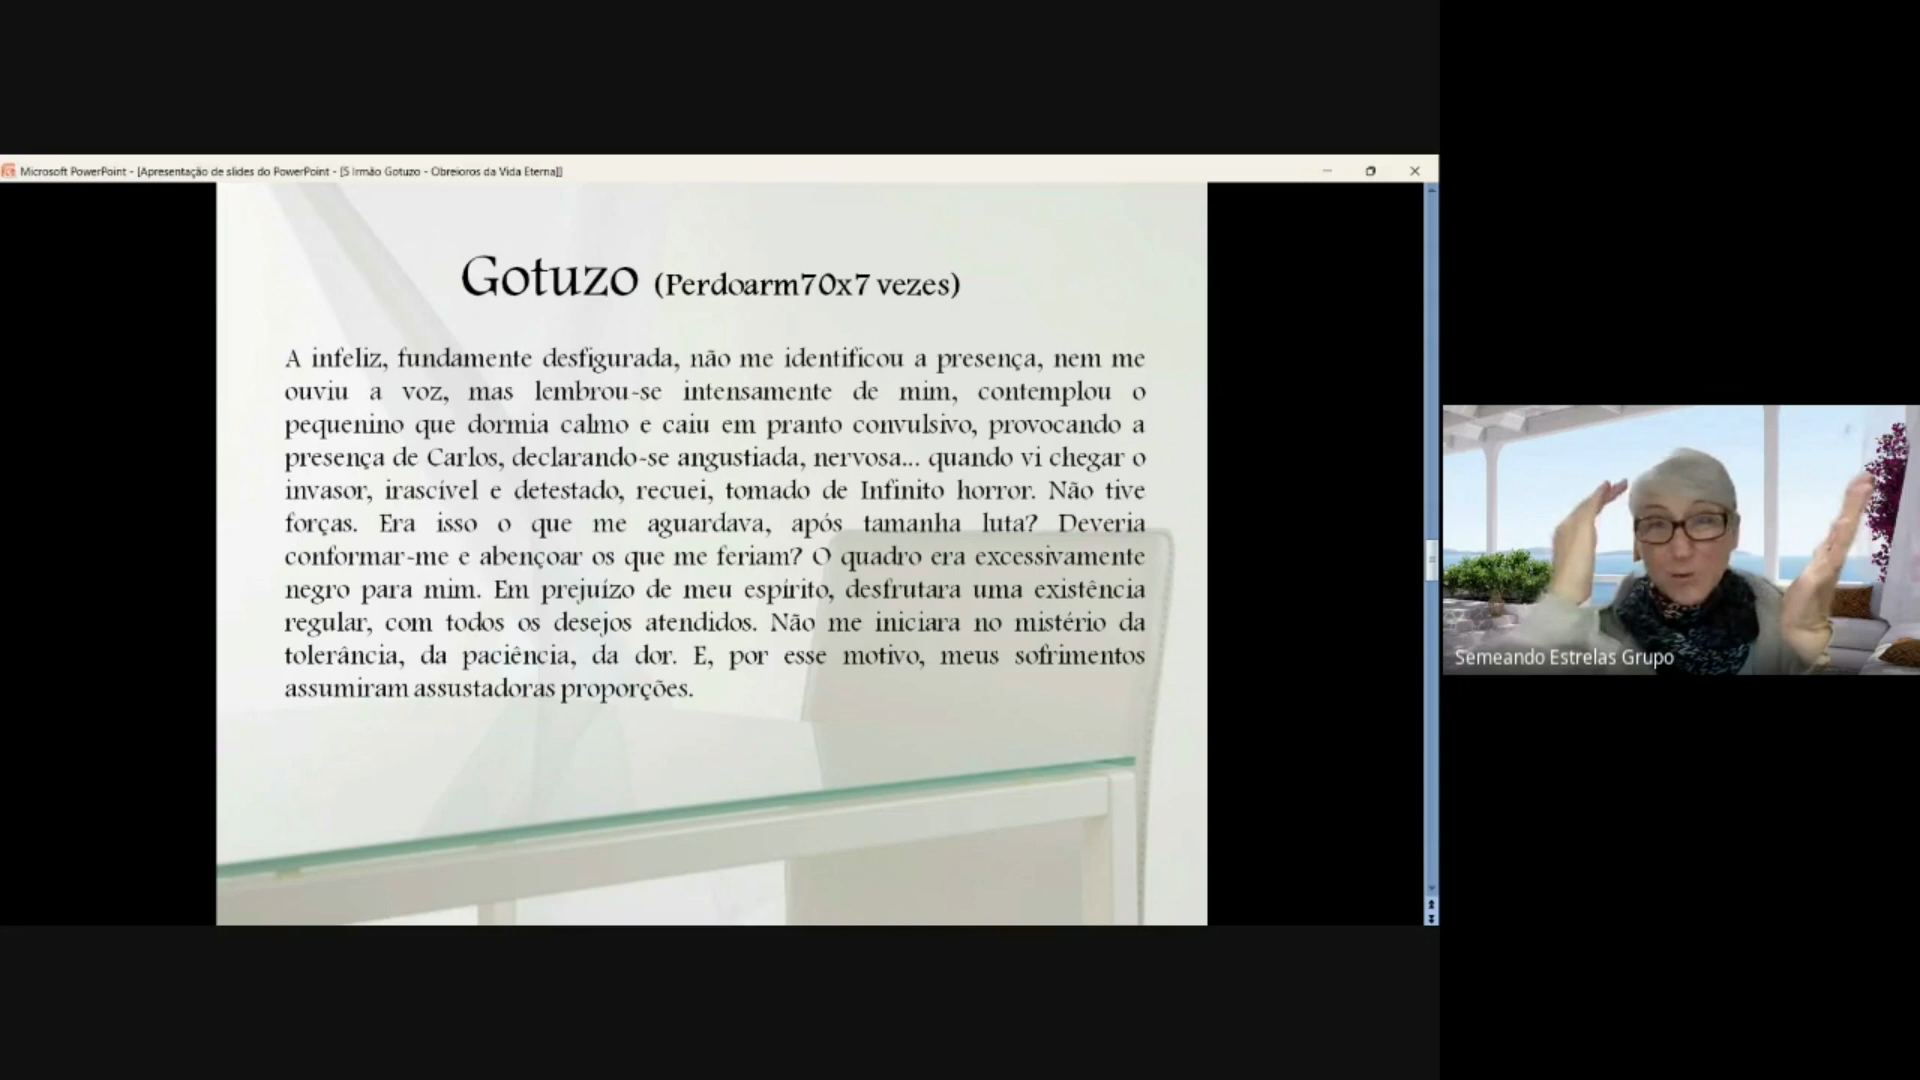 Microsoft PowerPoint - [Apresentação de slides do PowerPoint - [5 Irmão Gotuzo - Obreioros da Vida Eterna]]
Gotuzo (Perdoarm70x7 vezes)
A infeliz, fundamente desfigurada, não me identificou a presença, nem me
ouviu a voz, mas lembrou-se intensamente de mim, contemplou o
pequenino que dormia calmo e caiu em pranto convulsivo, provocando a
presença de Carlos, declarando-se angustiada, nervosa... quando vi chegar o
invasor, irascível e detestado, recuei, tomado de Infinito horror. Não tive
forças. Era isso o que me aguardava, após tamanha luta? Deveria
conformar-me e abençoar os que me feriam? O quadro era excessivamente
negro para mim. Em prejuízo de meu espírito, desfrutara uma existência
regular, com todos os desejos atendidos. Não me iniciara no mistério da
tolerância, da paciência, da dor. E, por esse motivo, meus sofrimentos
assumiram assustadoras proporções.
Semeando Estrelas Grupo